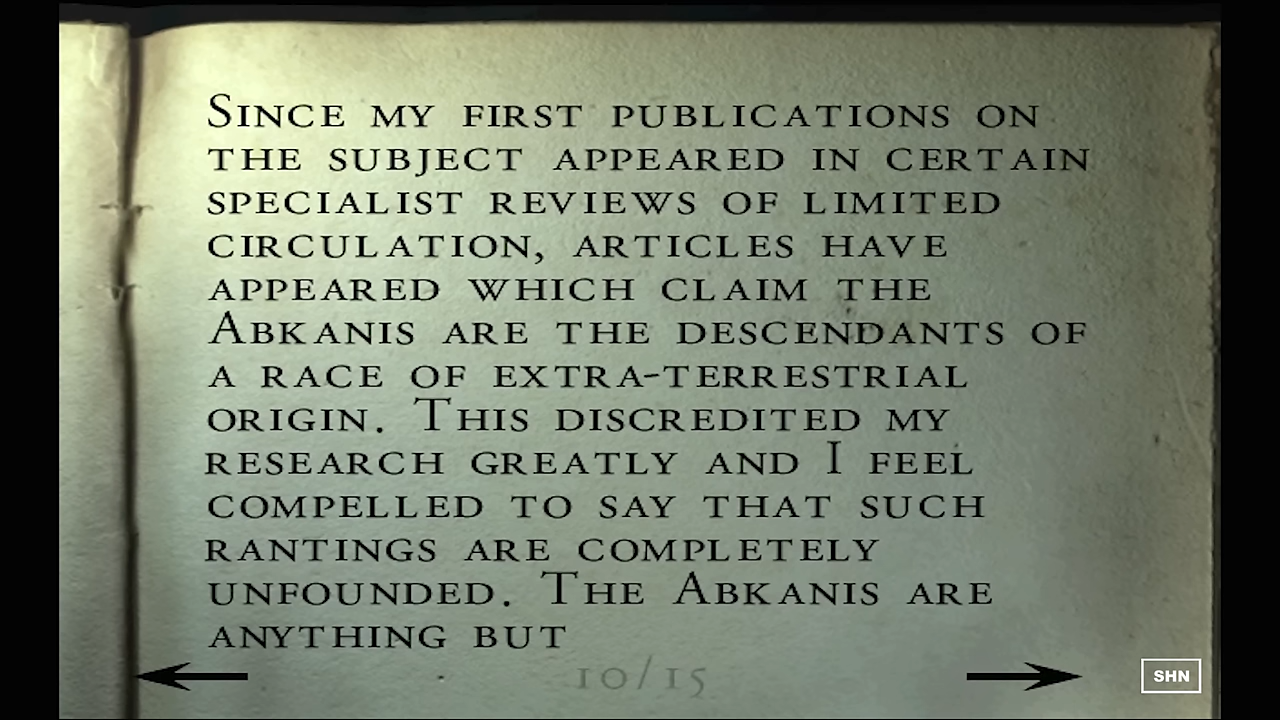 Since my first publications on
the subject appeared in certain
specialist reviews of limited
circulation, articles have
appeared which claim the
Abkanis are the descendants of
a race of extra-terrestrial
origin. This discredited my
research greatly and I feel
compelled to say that such
rantings are completely
unfounded. The Abkanis are
anything but
10/15
SHN